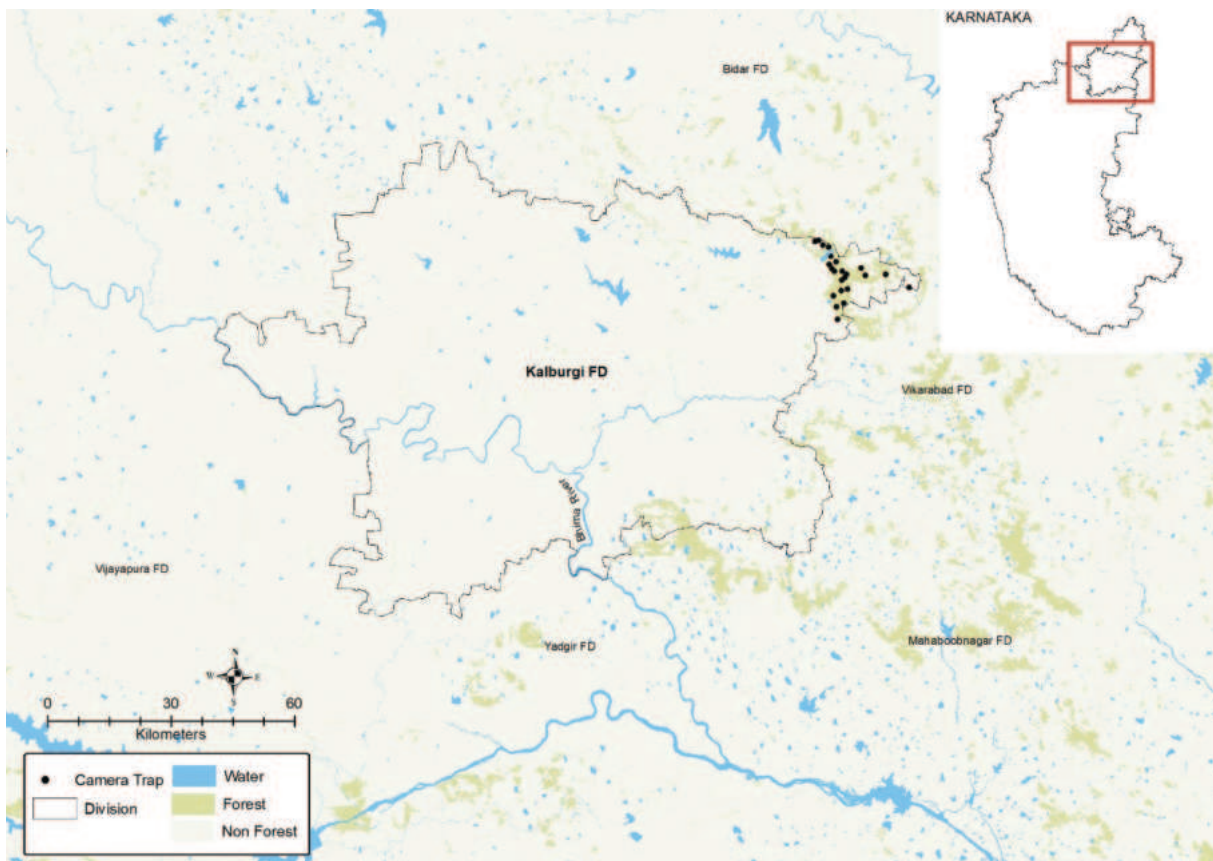 KARNATAKA
Bidar FD
Kalburgi FD
Vikarabad FD
Bhima River
Vijayapura FD
Yadgir FD
Mahaboobnagar FD
N
W E
S
0 30 60
Kilometers
Camera Trap
Division
Water
Forest
Non Forest